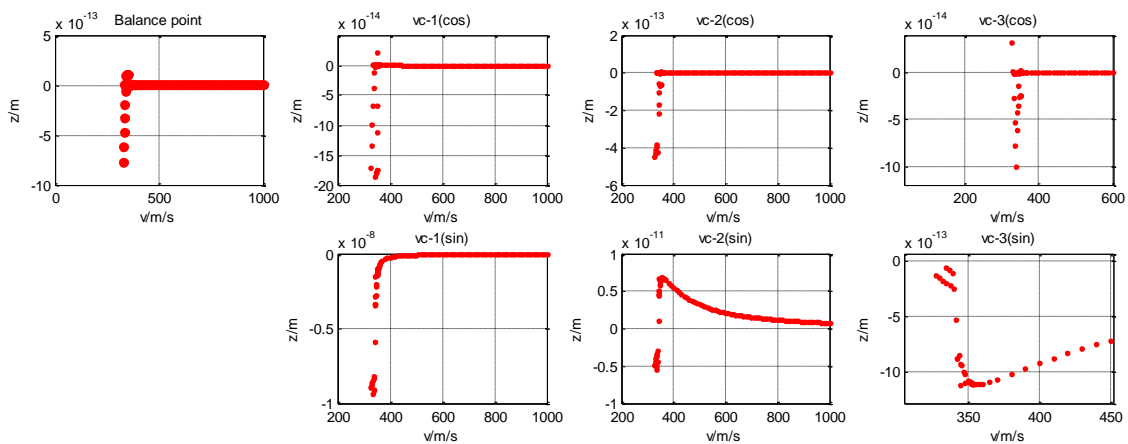 x 10^-13
Balance point
5
0
-5
-10
z/m
0
500
1000
v/m/s
x 10^-14
vc-1(cos)
5
0
-5
-10
-15
-20
z/m
200
400
600
800
1000
v/m/s
x 10^-13
vc-2(cos)
2
0
-2
-4
-6
z/m
200
400
600
800
1000
v/m/s
x 10^-14
vc-3(cos)
0
-5
-10
z/m
200
400
600
v/m/s
x 10^-8
vc-1(sin)
0
-0.5
-1
z/m
200
400
600
800
1000
v/m/s
x 10^-11
vc-2(sin)
1
0.5
0
-0.5
-1
z/m
200
400
600
800
1000
v/m/s
x 10^-13
vc-3(sin)
0
-5
-10
z/m
350
400
450
v/m/s